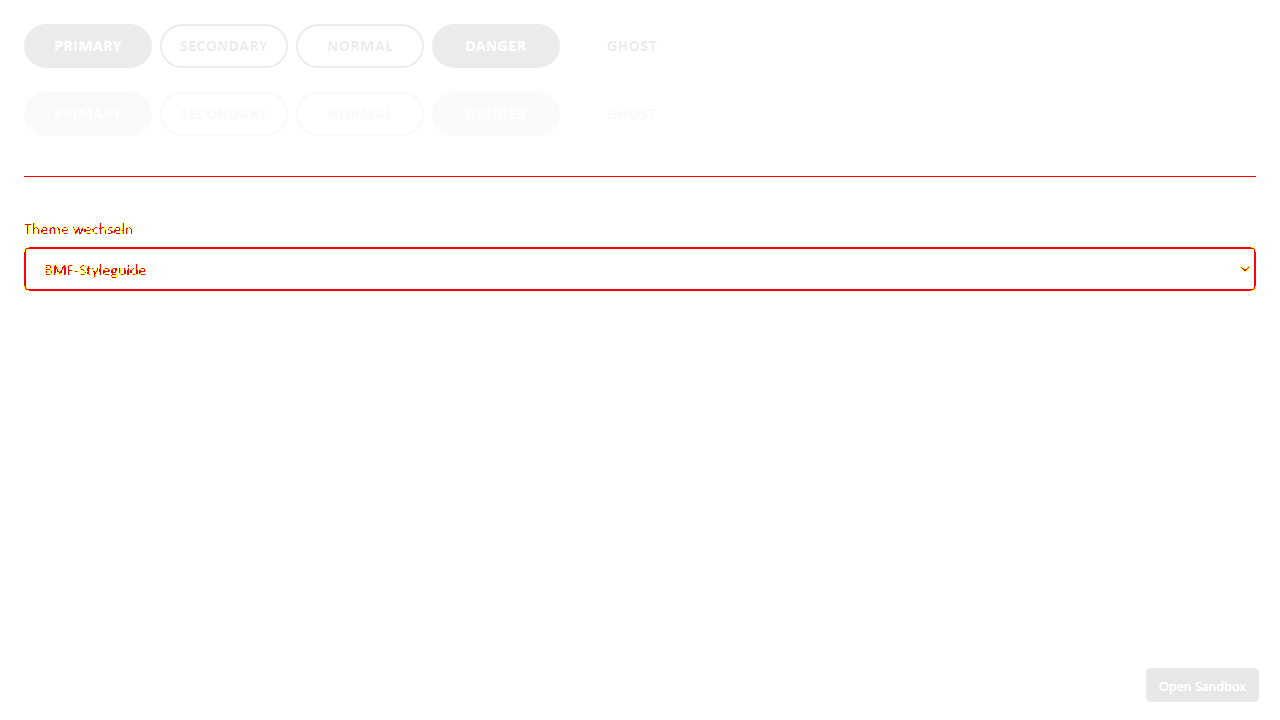 PRIMARY SECONDARY NORMAL DANGER GHOST
PRIMARY SECONDARY NORMAL DANGER GHOST
Theme wechseln
BMF-Styleguide
Open Sandbox